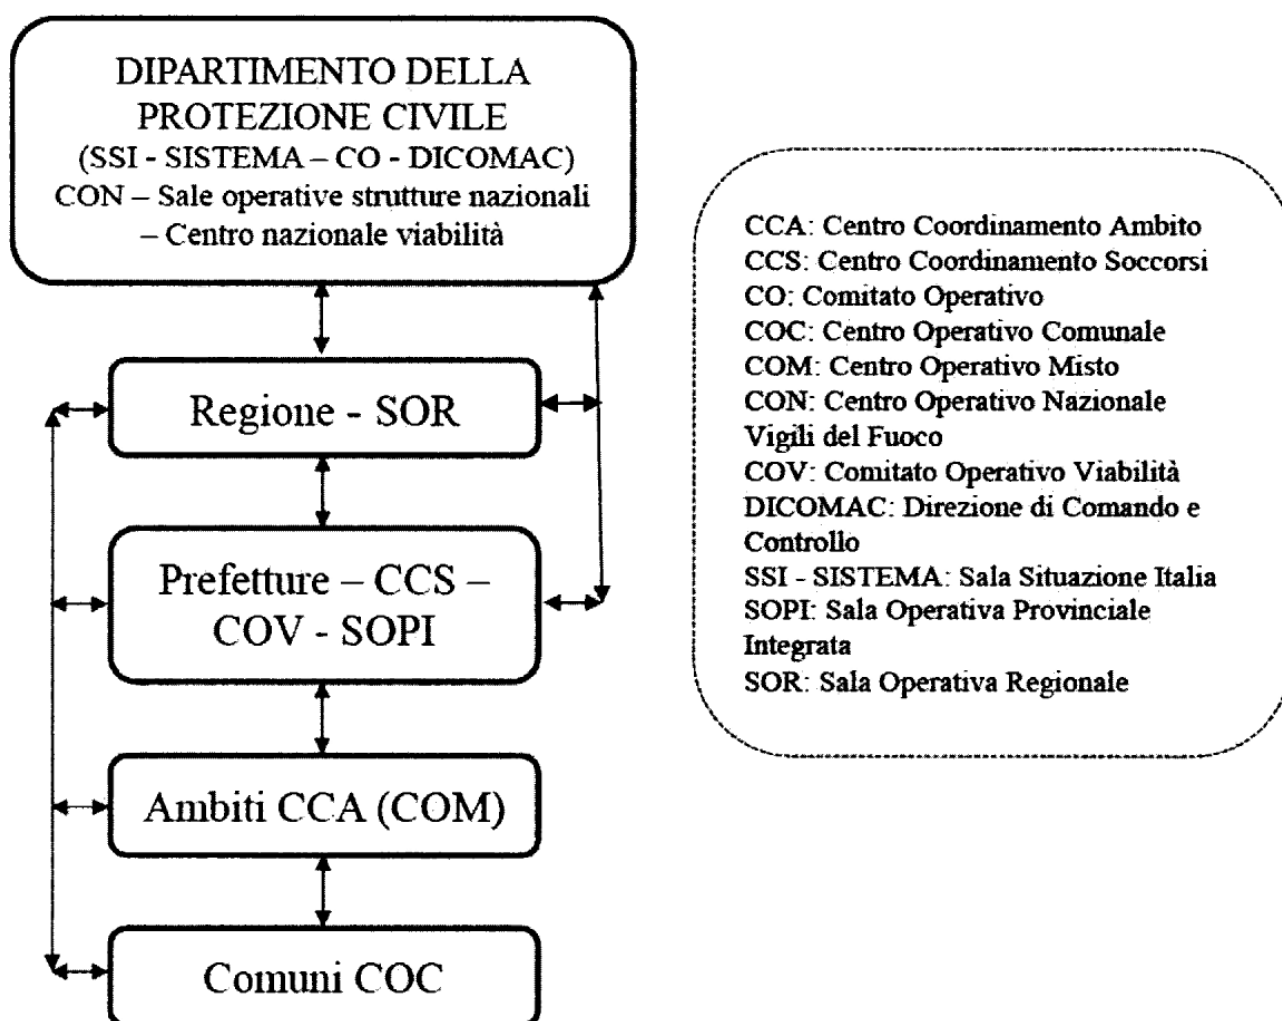 DIPARTIMENTO DELLA
PROTEZIONE CIVILE
(SSI - SISTEMA – CO - DICOMAC)
CON – Sale operative strutture nazionali
– Centro nazionale viabilità
Regione - SOR
Prefetture – CCS –
COV - SOPI
Ambiti CCA (COM)
Comuni COC
CCA: Centro Coordinamento Ambito
CCS: Centro Coordinamento Soccorsi
CO: Comitato Operativo
COC: Centro Operativo Comunale
COM: Centro Operativo Misto
CON: Centro Operativo Nazionale
Vigili del Fuoco
COV: Comitato Operativo Viabilità
DICOMAC: Direzione di Comando e
Controllo
SSI - SISTEMA: Sala Situazione Italia
SOPI: Sala Operativa Provinciale
Integrata
SOR: Sala Operativa Regionale